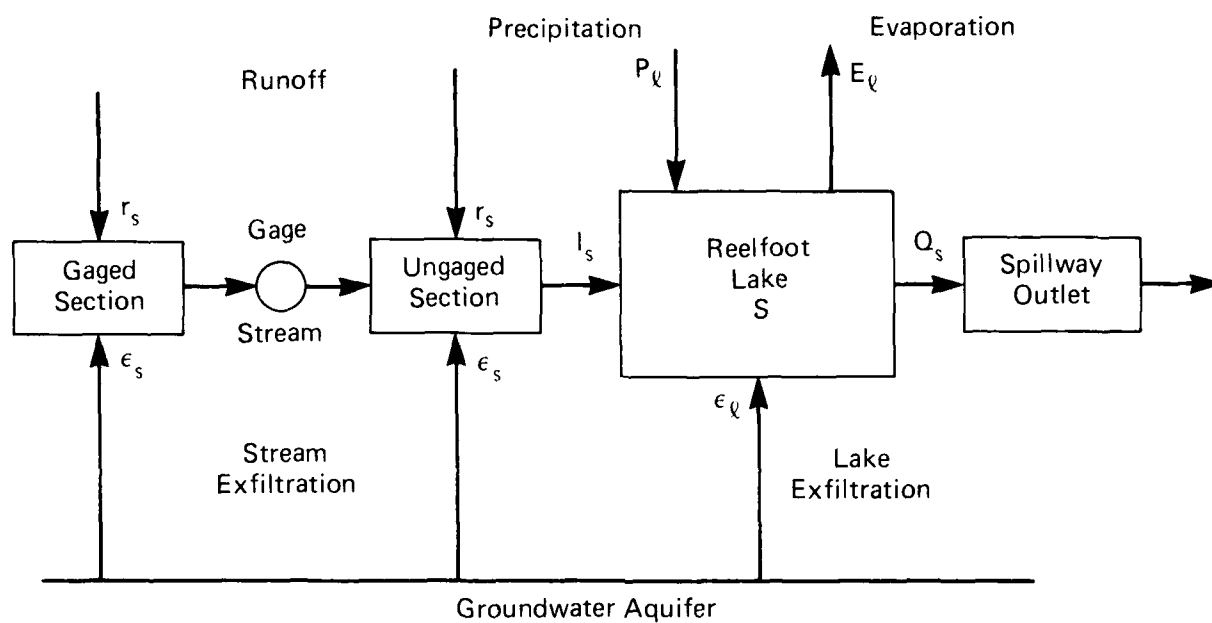 Precipitation
Evaporation
Runoff
P_ℓ
E_ℓ
r_s
Gage
r_s
I_s
Q_s
Gaged
Section
Stream
Ungaged
Section
Reelfoot
Lake
S
Spillway
Outlet
ϵ_s
ϵ_s
ϵ_ℓ
Stream
Exfiltration
Lake
Exfiltration
Groundwater Aquifer